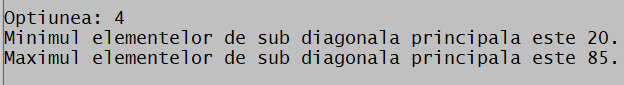 Optiunea: 4
Minimul elementelor de sub diagonala principala este 20.
Maximul elementelor de sub diagonala principala este 85.